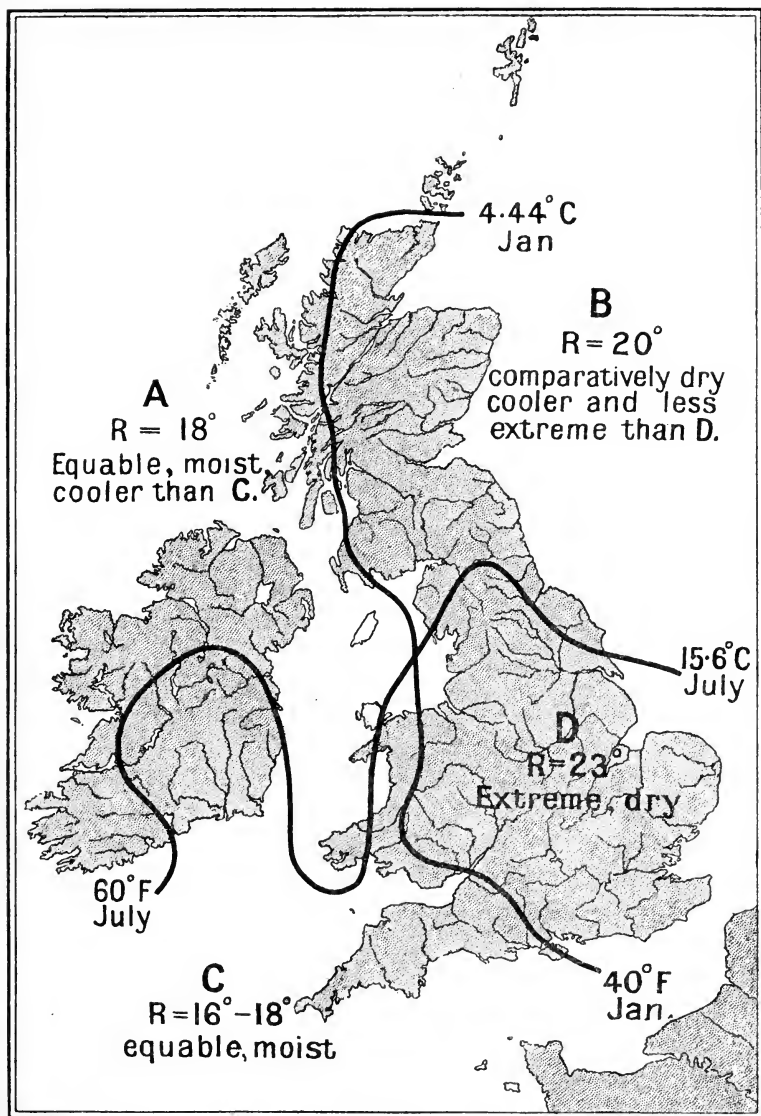 4.44°C
Jan
B
R = 20°
comparatively dry
cooler and less
extreme than D.
A
R = 18°
Equable, moist,
cooler than C.
15.6°C
July
D
R=23°
Extreme, dry
60°F
July
C
R=16°-18°
equable, moist
40°F
Jan.